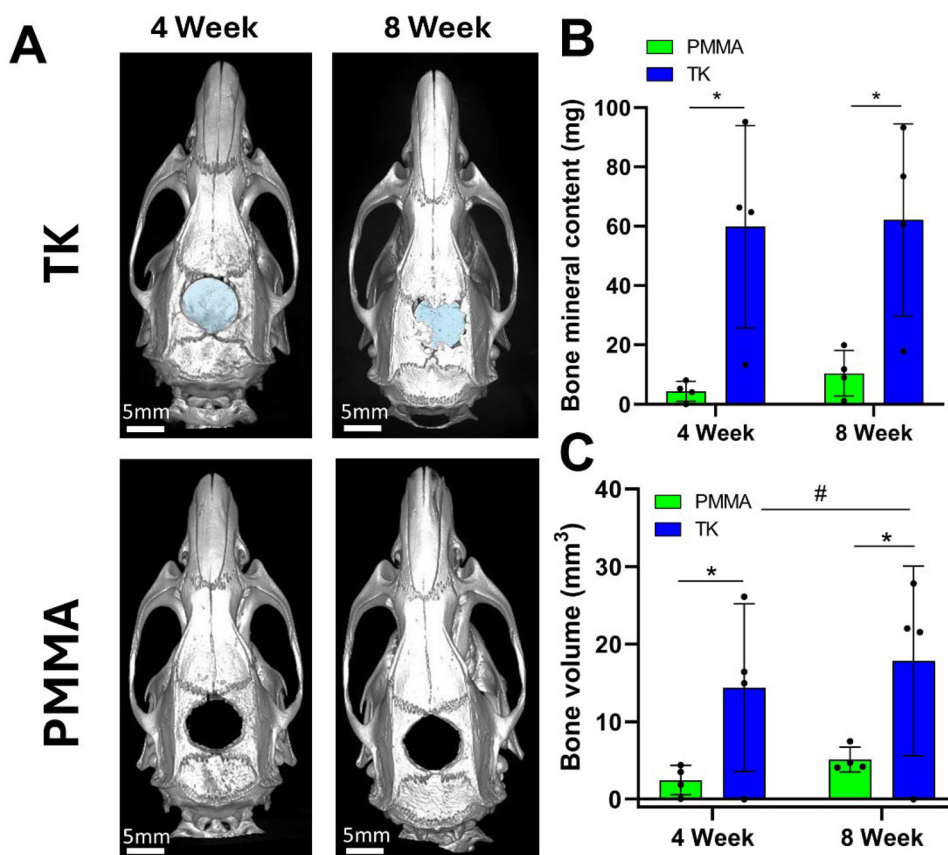 A
4 Week
8 Week
TK
5mm
5mm
PMMA
5mm
5mm
B
PMMA
TK
Bone mineral content (mg)
100
80
60
40
20
0
*
*
4 Week
8 Week
C
PMMA
TK
Bone volume (mm³)
40
30
20
10
0
#
*
*
4 Week
8 Week